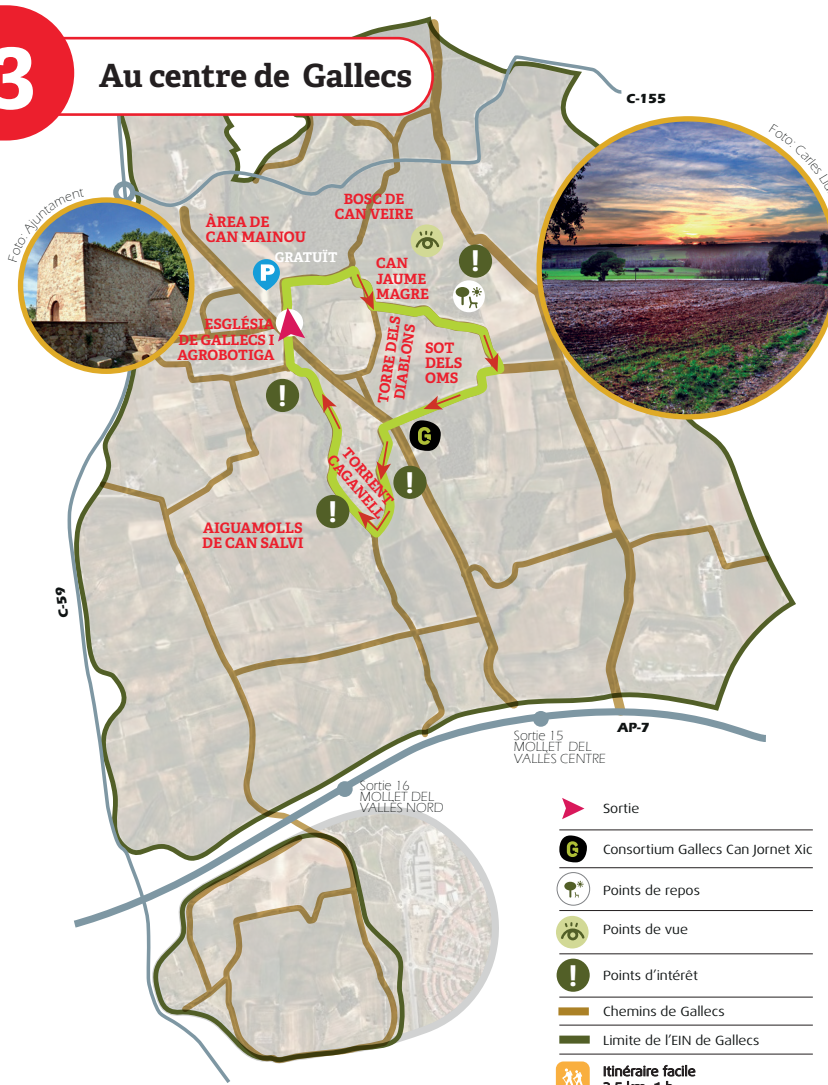 3
Au centre de Gallecs
C-155
Foto: Ajuntament
Foto: Carles
BOSC DE
CAN VEIRE
ÀREA DE
CAN MAINOU
P
GRATUÏT
CAN
JAUME
MAGRE
ESGLÉSIA
DE GALLECS I
AGROBOTIGA
TORRE DELS
DIABLONS
SOT
DELS
OMS
G
TORRENT
CAGANELL
AIGUAMOLLS
DE CAN SALVI
C-59
AP-7
Sortie 15
MOLLET DEL
VALLÈS CENTRE
Sortie 16
MOLLET DEL
VALLÈS NORD
Sortie
G Consortium Gallecs Can Jornet Xic
Points de repos
Points de vue
! Points d'intérêt
Chemins de Gallecs
Limite de l'EIN de Gallecs
Itinéraire facile